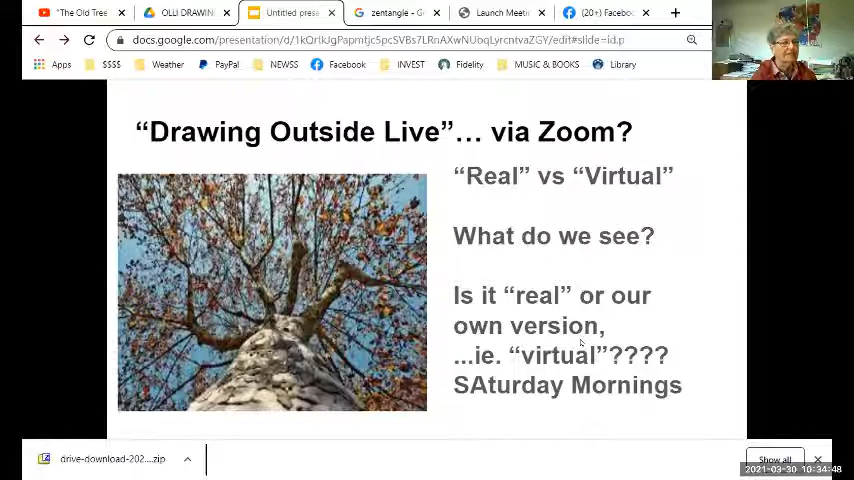 "The Old Tree
OLLI DRAWIN
Untitled prese
zentangle - G
Launch Meeti
(20+) Faceboo
docs.google.com/presentation/d/1kQrIkJgPapmtjc5pcSVBs7LRnAXwNUbqLyrcntvaZGY/edit#slide=id.p
Apps
$$$$
Weather
PayPal
NEWSS
Facebook
INVEST
Fidelity
MUSIC & BOOKS
Library
"Drawing Outside Live"... via Zoom?
"Real" vs "Virtual"
What do we see?
Is it "real" or our
own version,
...ie. "virtual"????
SAturday Mornings
drive-download-202....zip
Show all
2021-03-30 10:34:48